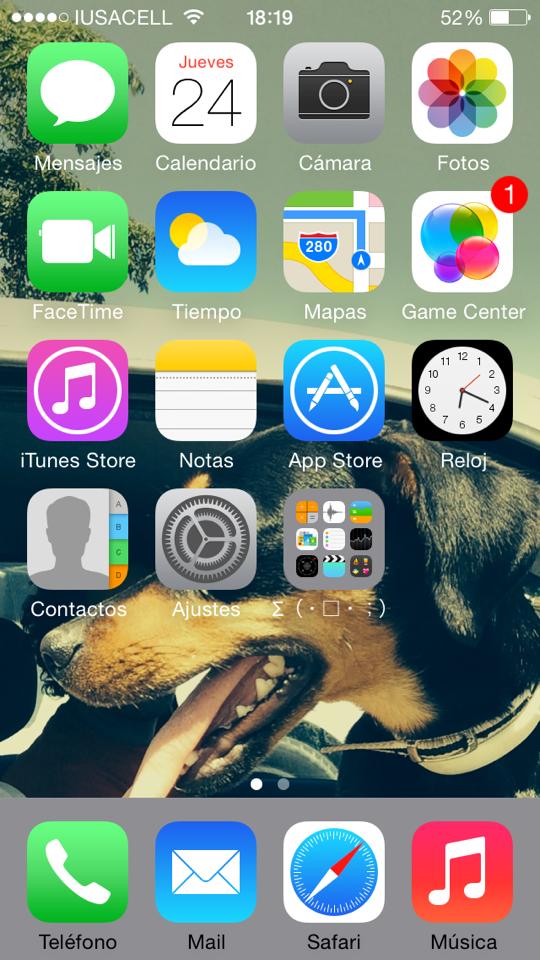 IUSACELL 18:19 52%
Jueves
24
Mensajes Calendario Cámara Fotos
1
280
FaceTime Tiempo Mapas Game Center
12
11 1
10 2
9 3
8 4
7 5
6
iTunes Store Notas App Store Reloj
A
B
C
D
Contactos Ajustes Σ (・□・；)
Teléfono Mail Safari Música